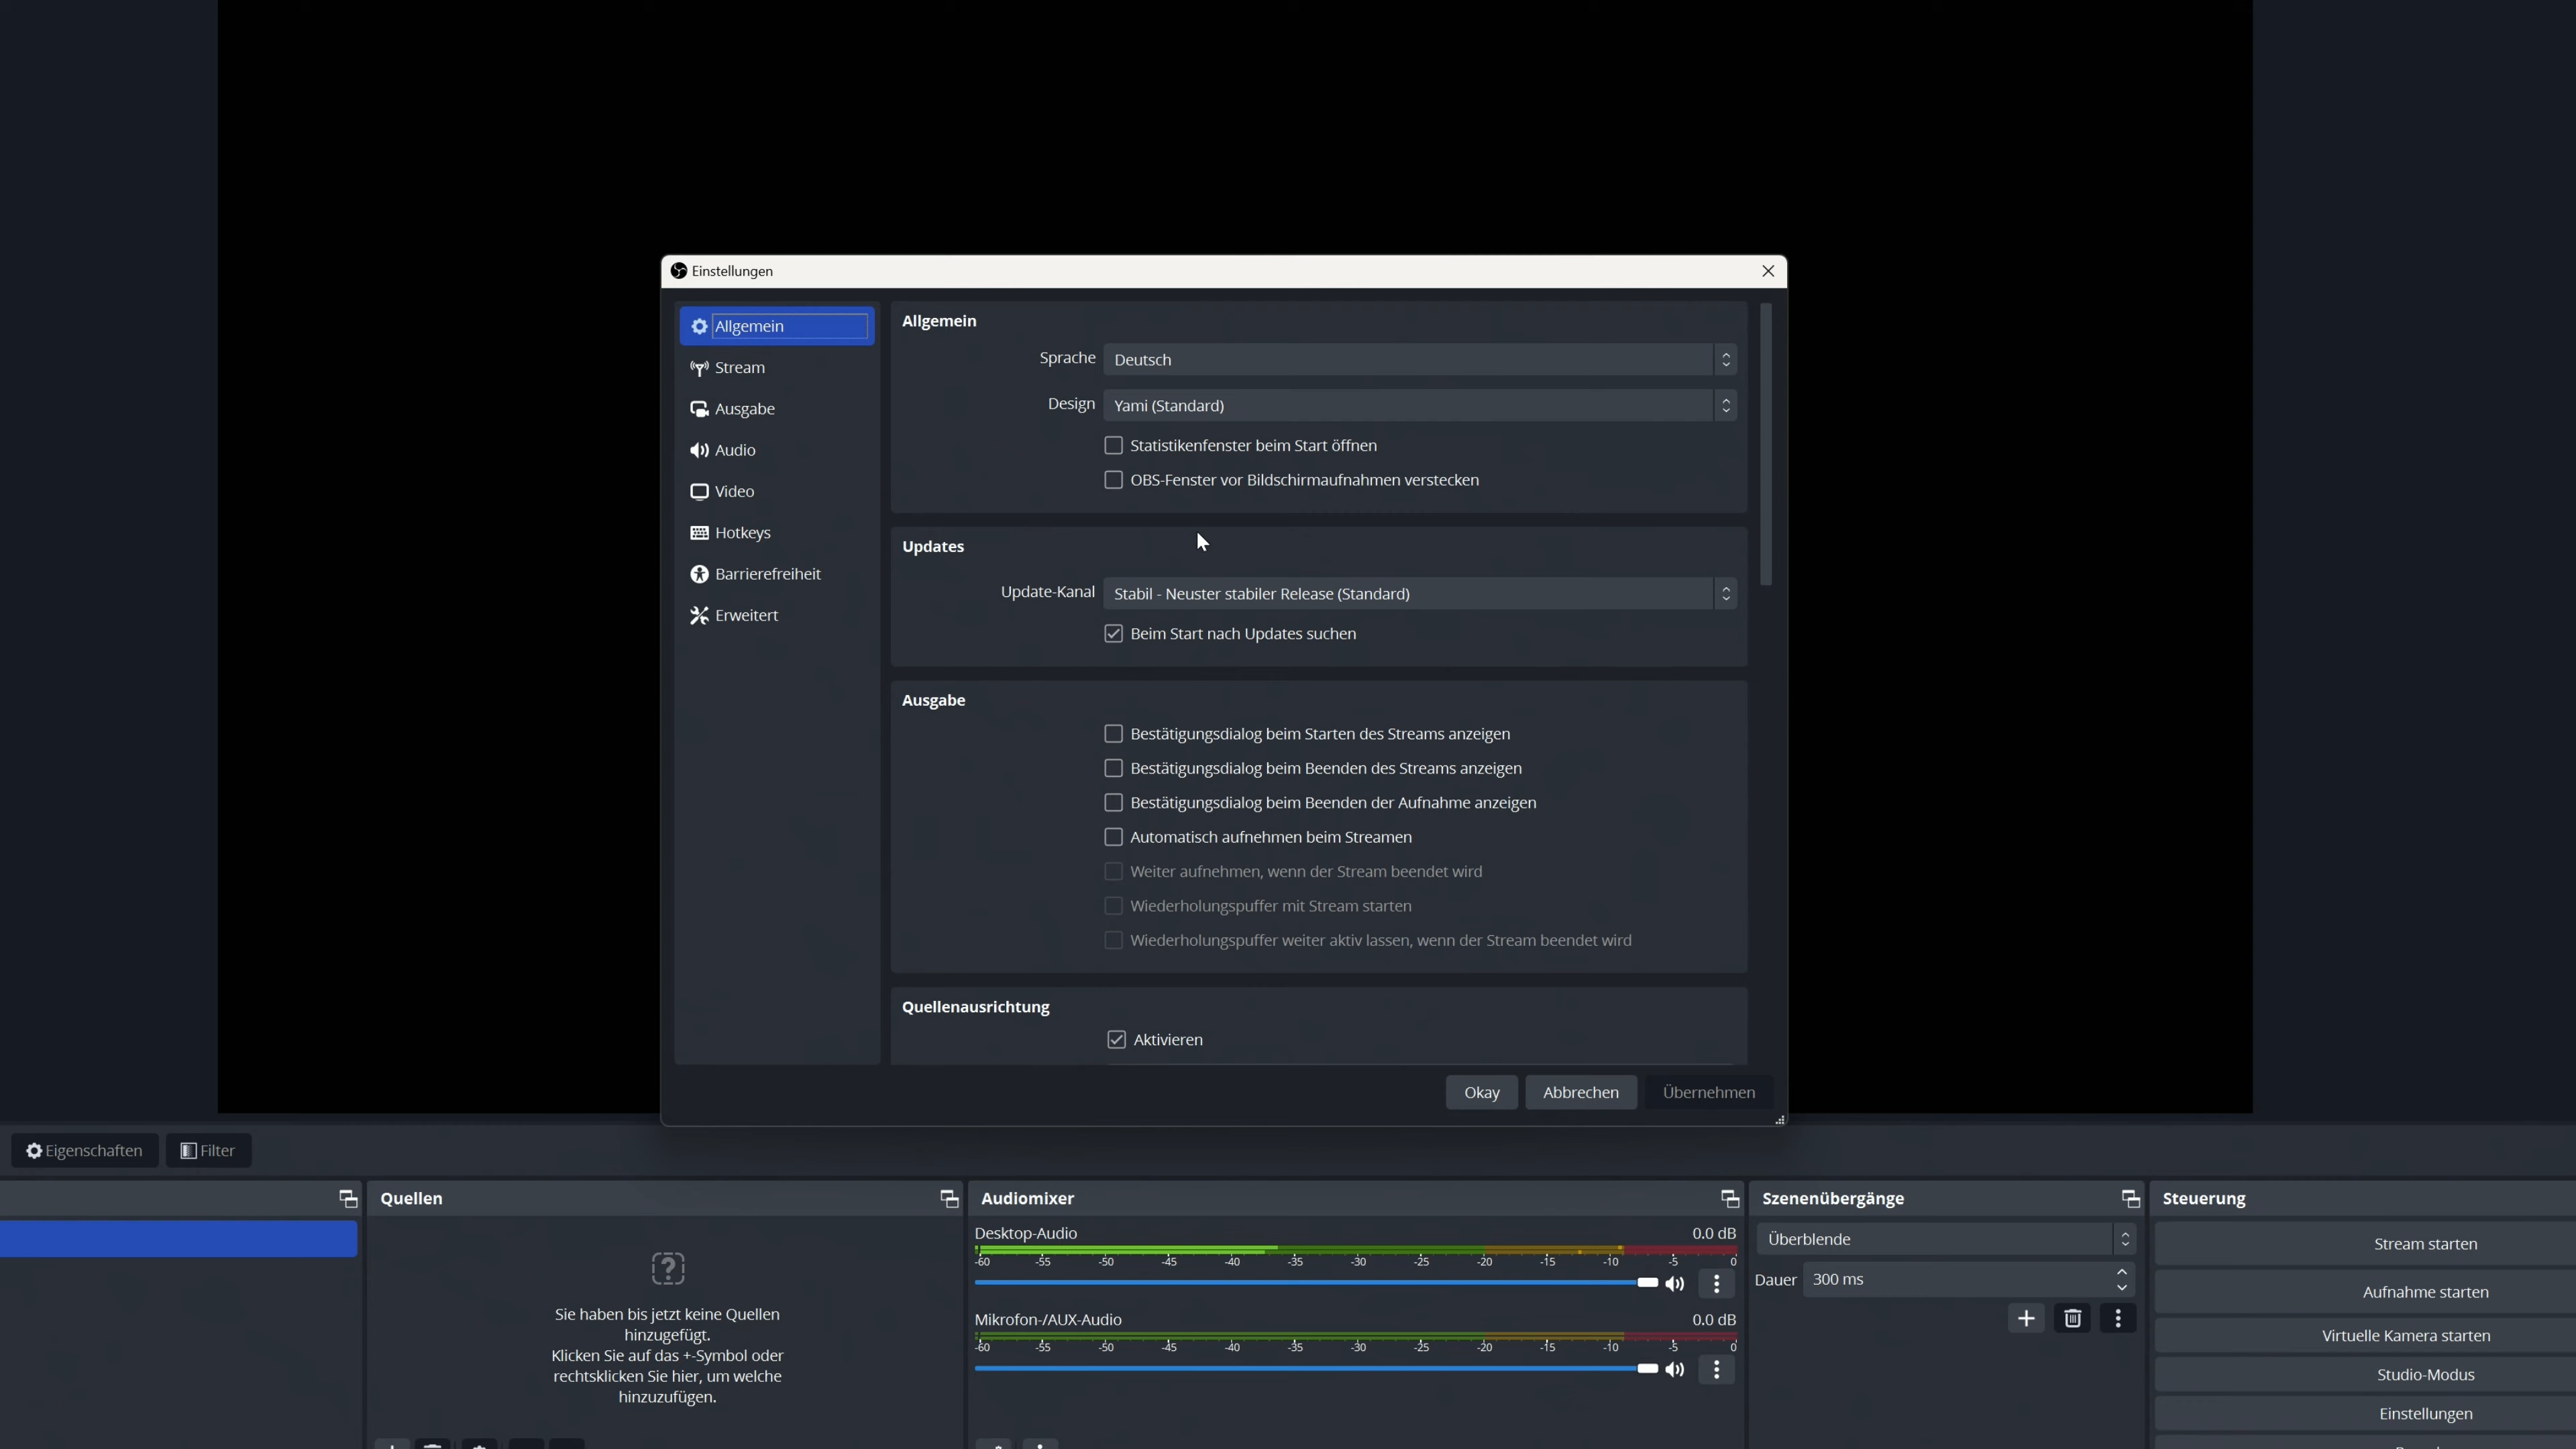 Einstellungen
Allgemein
Stream
Ausgabe
Audio
Video
Hotkeys
Barrierefreiheit
Erweitert
Allgemein
Sprache Deutsch
Design Yami (Standard)
Statistikenfenster beim Start öffnen
OBS-Fenster vor Bildschirmaufnahmen verstecken
Updates
Update-Kanal Stabil - Neuster stabiler Release (Standard)
Beim Start nach Updates suchen
Ausgabe
Bestätigungsdialog beim Starten des Streams anzeigen
Bestätigungsdialog beim Beenden des Streams anzeigen
Bestätigungsdialog beim Beenden der Aufnahme anzeigen
Automatisch aufnehmen beim Streamen
Weiter aufnehmen, wenn der Stream beendet wird
Wiederholungspuffer mit Stream starten
Wiederholungspuffer weiter aktiv lassen, wenn der Stream beendet wird
Quellenausrichtung
Aktivieren
Okay Abbrechen Übernehmen
Eigenschaften Filter
Quellen
Sie haben bis jetzt keine Quellen
hinzugefügt.
Klicken Sie auf das +-Symbol oder
rechtsklicken Sie hier, um welche
hinzuzufügen.
Audiomixer
Desktop-Audio 0.0 dB
-60 -55 -50 -45 -40 -35 -30 -25 -20 -15 -10 -5 0
Mikrofon-/AUX-Audio 0.0 dB
-60 -55 -50 -45 -40 -35 -30 -25 -20 -15 -10 -5 0
Szenenübergänge
Überblende
Dauer 300 ms
Steuerung
Stream starten
Aufnahme starten
Virtuelle Kamera starten
Studio-Modus
Einstellungen